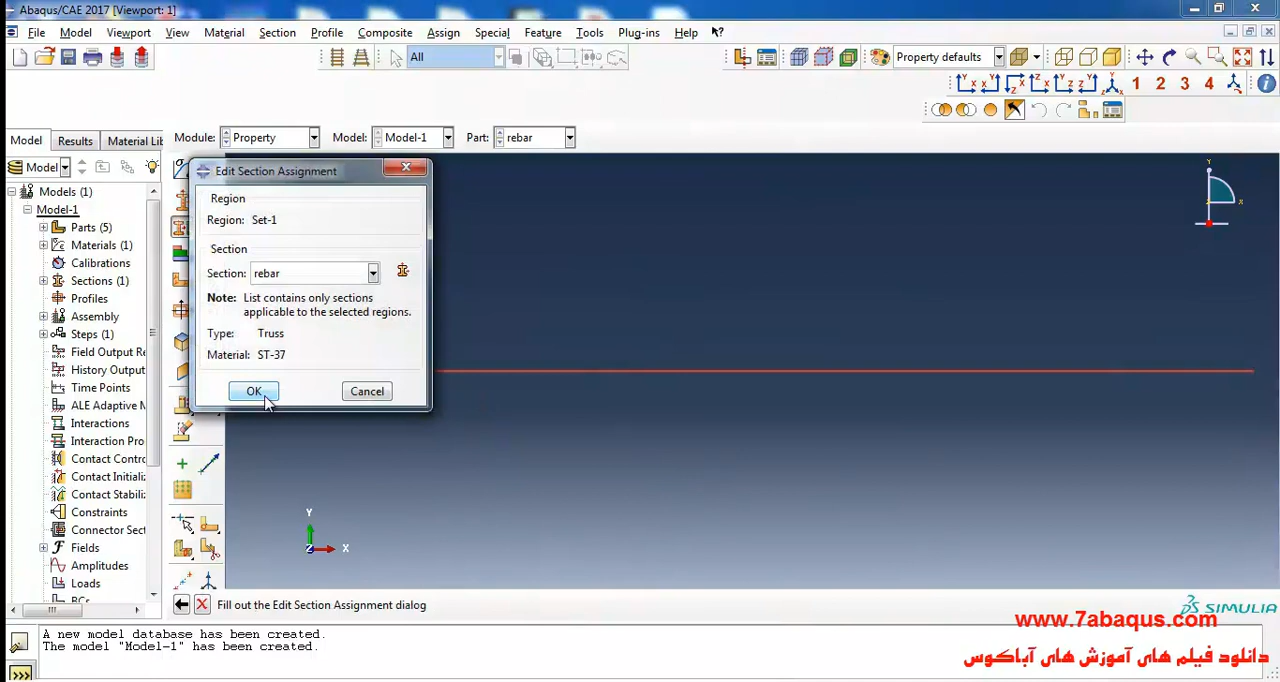 Abaqus/CAE 2017 [Viewport: 1]
File Model Viewport View Material Section Profile Composite Assign Special Feature Tools Plug-ins Help
All
Property defaults
1 2 3 4
Model Results Material Lib
Module: Property Model: Model-1 Part: rebar
Model
Models (1)
Model-1
Parts (5)
Materials (1)
Calibrations
Sections (1)
Profiles
Assembly
Steps (1)
Field Output Re
History Output
Time Points
ALE Adaptive M
Interactions
Interaction Pro
Contact Contro
Contact Initializ
Contact Stabiliz
Constraints
Connector Sect
Fields
Amplitudes
Loads
BCs
Edit Section Assignment
Region
Region: Set-1
Section
Section: rebar
Note: List contains only sections
applicable to the selected regions.
Type: Truss
Material: ST-37
OK Cancel
Y
X
Y
Z X
Fill out the Edit Section Assignment dialog
SIMULIA
A new model database has been created.
The model "Model-1" has been created.
www.7abaqus.com
دانلود فیلم های آموزش های آباکوس
>>>